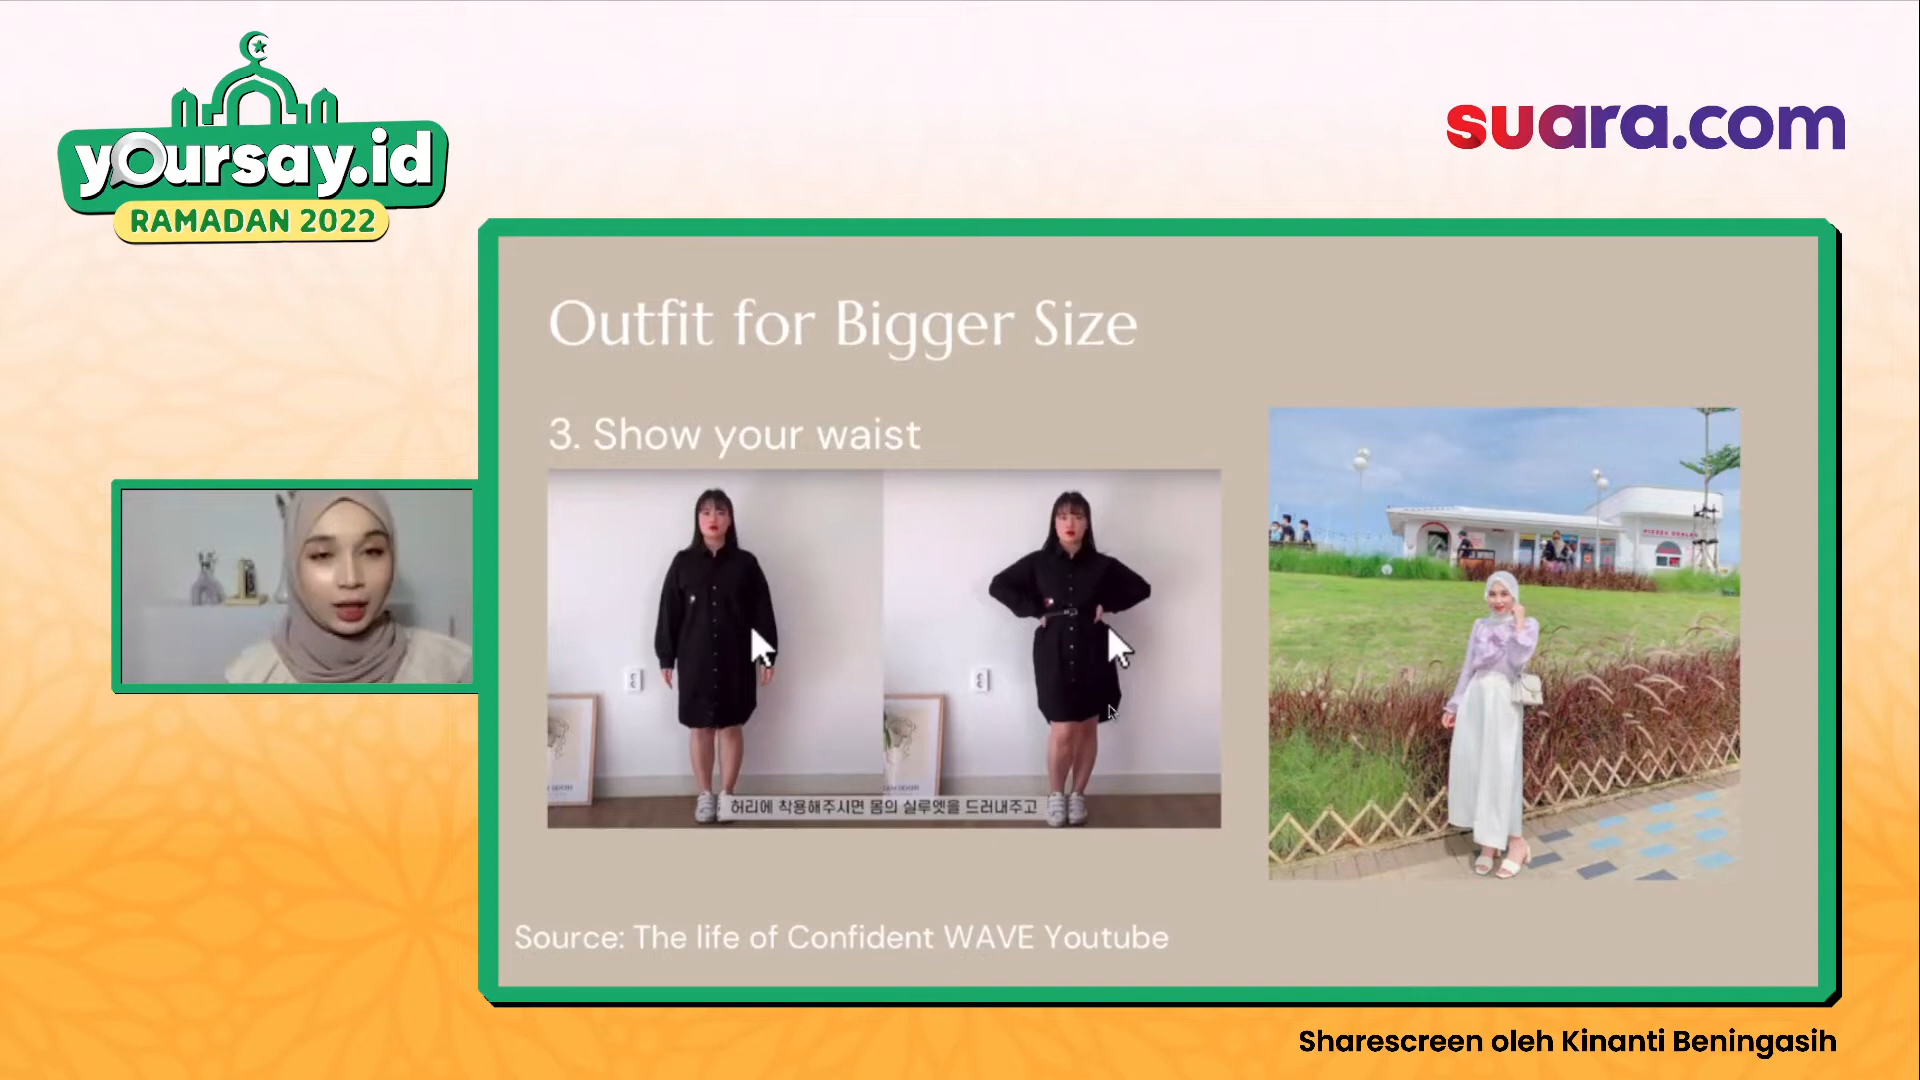 yoursay.id
RAMADAN 2022
suara.com
Outfit for Bigger Size
3. Show your waist
허리에 착용해주시면 몸의 실루엣을 드러내주고
Source: The life of Confident WAVE Youtube
Sharescreen oleh Kinanti Beningasih